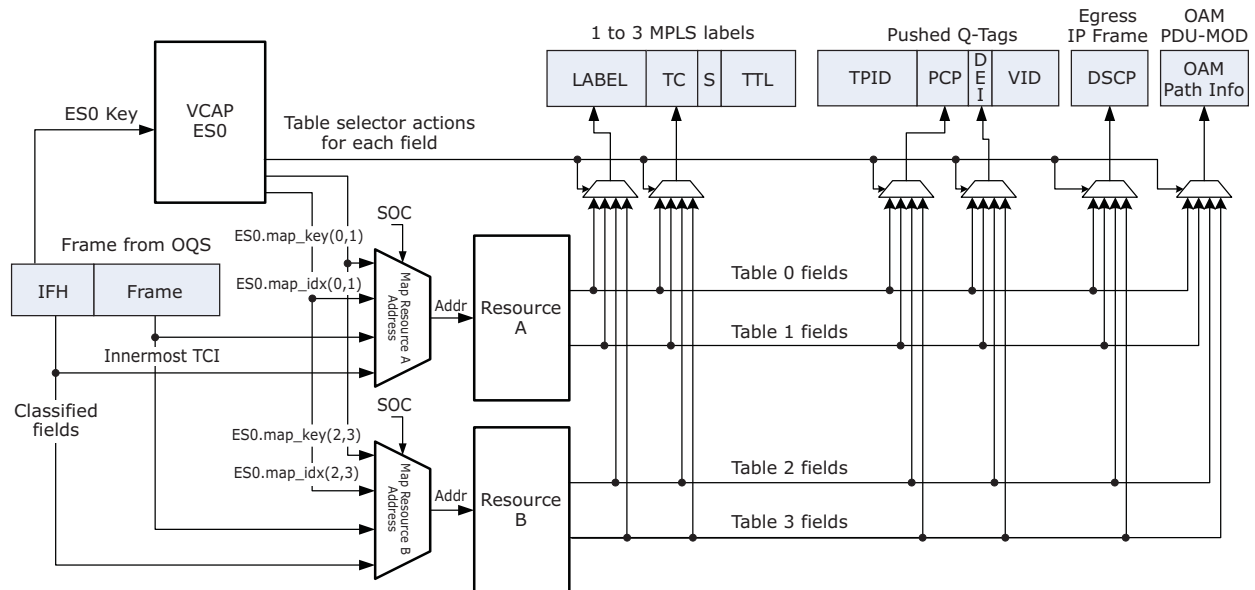 Egress
IP Frame
OAM
PDU-MOD
1 to 3 MPLS labels
Pushed Q-Tags
LABEL
TC
S
TTL
TPID
PCP
DEI
VID
DSCP
OAM
Path Info
VCAP
ES0
ES0 Key
Table selector actions
for each field
Frame from OQS
IFH
Frame
SOC
ES0.map_key(0,1)
ES0.map_idx(0,1)
Map Resource A
Address
Addr
Resource
A
Table 0 fields
Table 1 fields
Innermost TCI
Classified
fields
SOC
ES0.map_key(2,3)
ES0.map_idx(2,3)
Map Resource B
Address
Addr
Resource
B
Table 2 fields
Table 3 fields